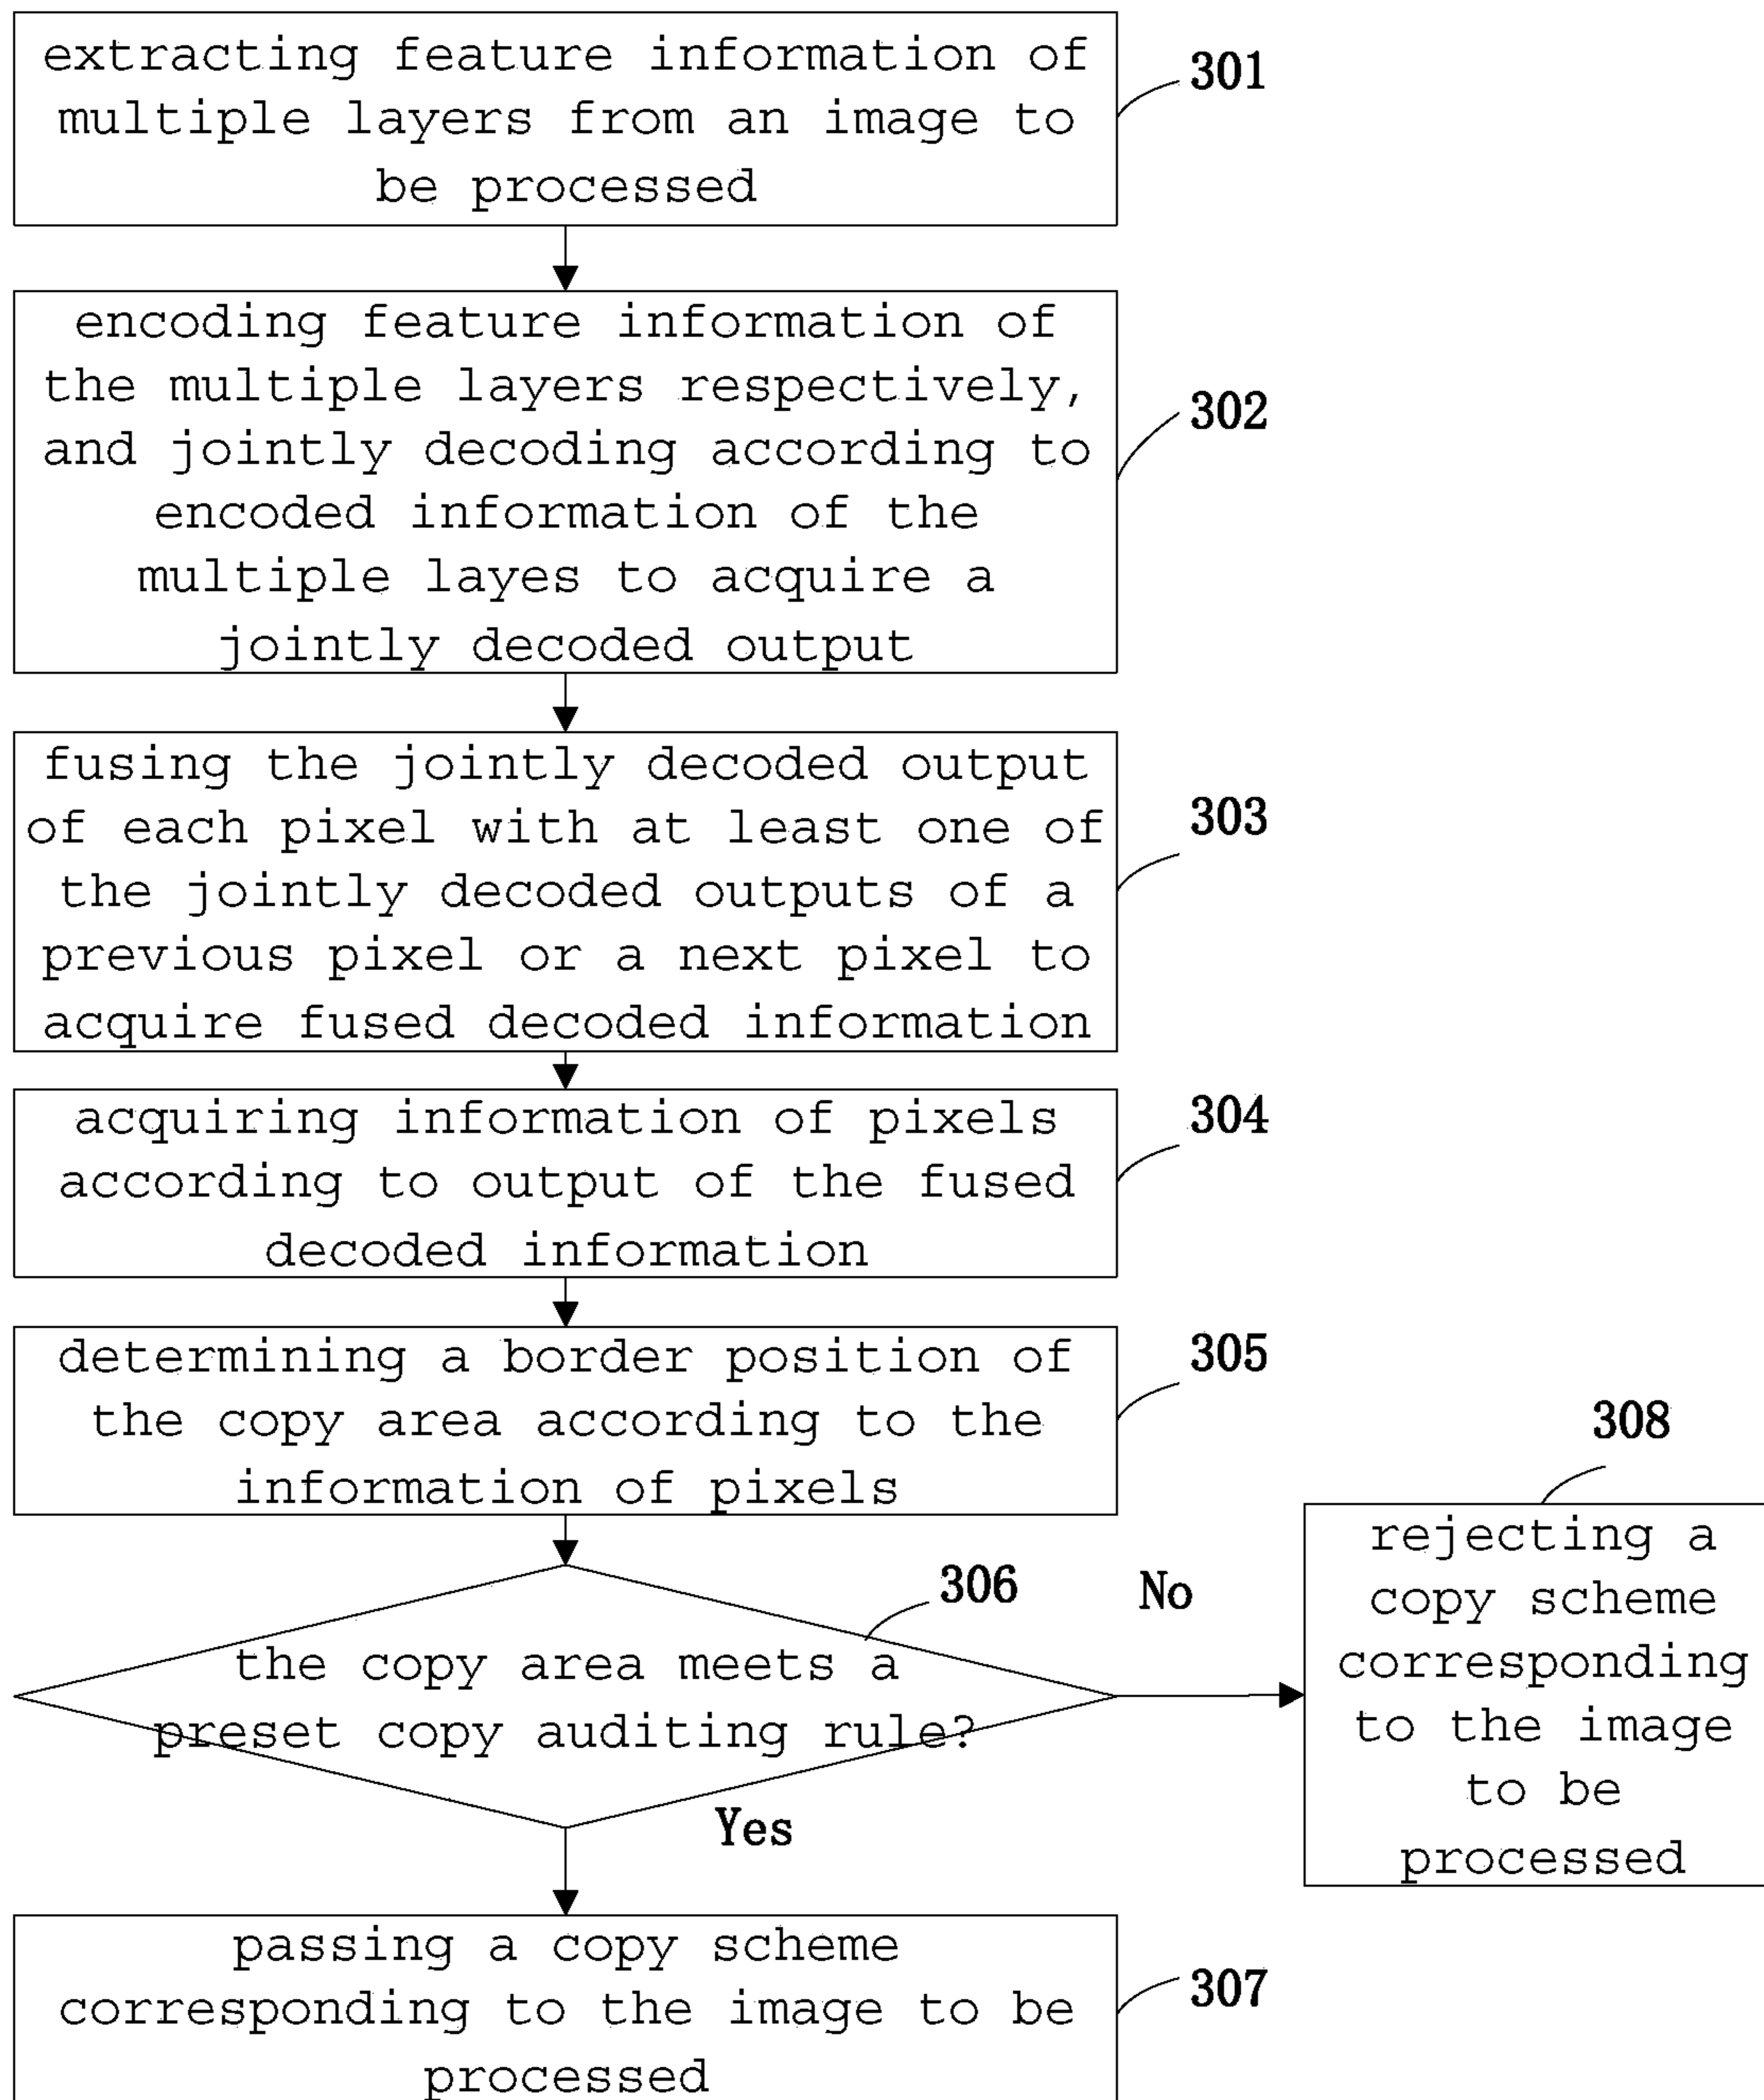 extracting feature information of
multiple layers from an image to
be processed
301
encoding feature information of
the multiple layers respectively,
and jointly decoding according to
encoded information of the
multiple layes to acquire a
jointly decoded output
302
fusing the jointly decoded output
of each pixel with at least one of
the jointly decoded outputs of a
previous pixel or a next pixel to
acquire fused decoded information
303
acquiring information of pixels
according to output of the fused
decoded information
304
determining a border position of
the copy area according to the
information of pixels
305
the copy area meets a
preset copy auditing rule?
306
No
Yes
308
rejecting a
copy scheme
corresponding
to the image
to be
processed
passing a copy scheme
corresponding to the image to be
processed
307